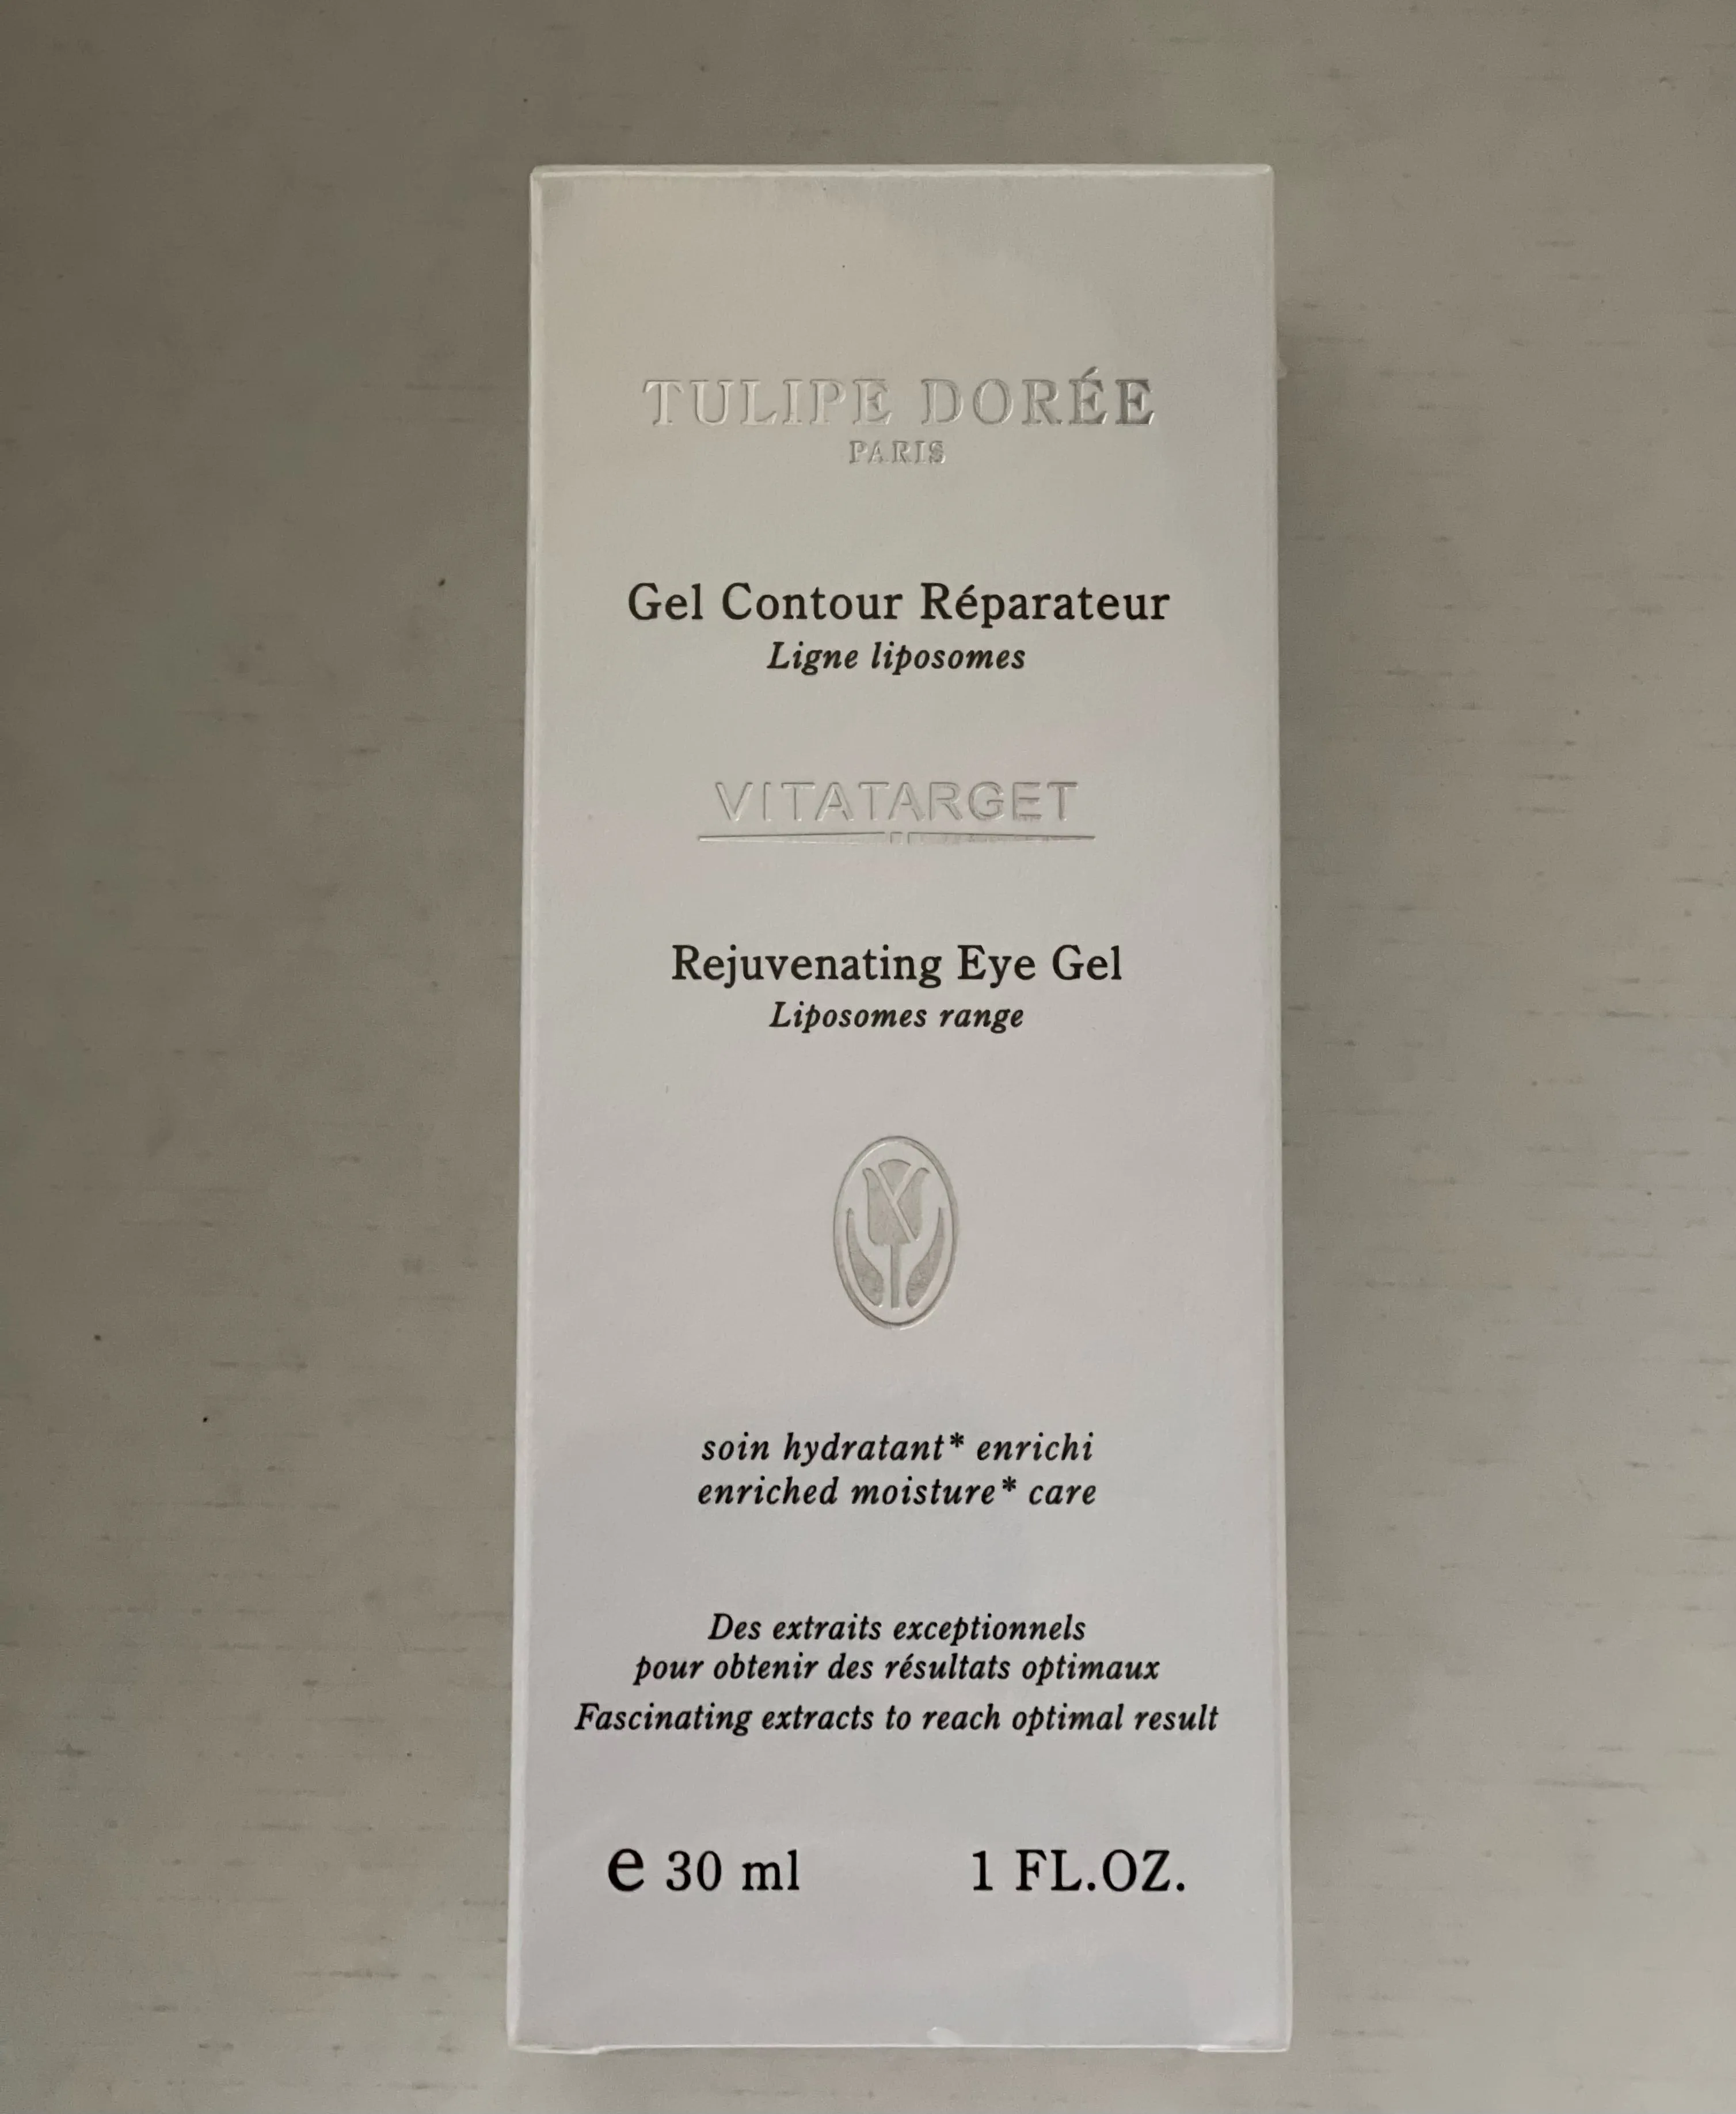 TULIPE DORÉE
PARIS
Gel Contour Réparateur
Ligne liposomes
VITATARGET
Rejuvenating Eye Gel
Liposomes range
soin hydratant* enrichi
enriched moisture* care
Des extraits exceptionnels
pour obtenir des résultats optimaux
Fascinating extracts to reach optimal result
e 30 ml 1 FL.OZ.